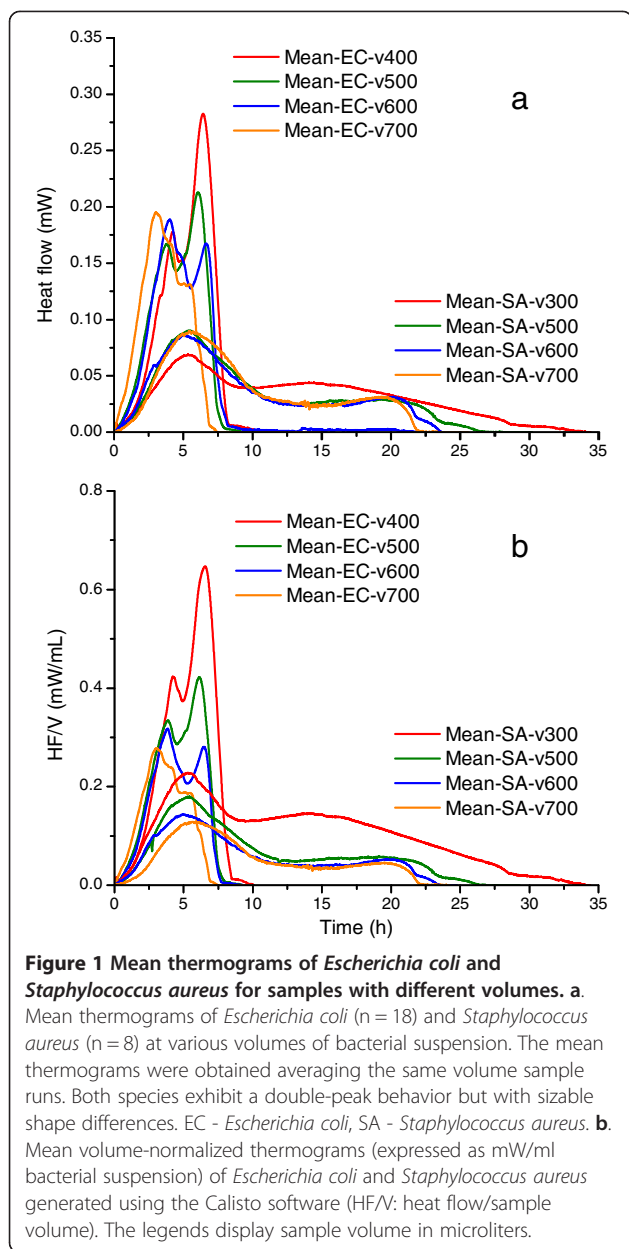 0.35
0.30
0.25
0.20
0.15
0.10
0.05
0.00
Heat flow (mW)
Mean-EC-v400
Mean-EC-v500
Mean-EC-v600
Mean-EC-v700
a
Mean-SA-v300
Mean-SA-v500
Mean-SA-v600
Mean-SA-v700
0 5 10 15 20 25 30 35
0.8
0.6
0.4
0.2
0.0
HF/V (mW/mL)
Mean-EC-v400
Mean-EC-v500
Mean-EC-v600
Mean-EC-v700
b
Mean-SA-v300
Mean-SA-v500
Mean-SA-v600
Mean-SA-v700
0 5 10 15 20 25 30 35
Time (h)
Figure 1 Mean thermograms of Escherichia coli and
Staphylococcus aureus for samples with different volumes. a.
Mean thermograms of Escherichia coli (n = 18) and Staphylococcus
aureus (n = 8) at various volumes of bacterial suspension. The mean
thermograms were obtained averaging the same volume sample
runs. Both species exhibit a double-peak behavior but with sizable
shape differences. EC - Escherichia coli, SA - Staphylococcus aureus. b.
Mean volume-normalized thermograms (expressed as mW/ml
bacterial suspension) of Escherichia coli and Staphylococcus aureus
generated using the Calisto software (HF/V: heat flow/sample
volume). The legends display sample volume in microliters.